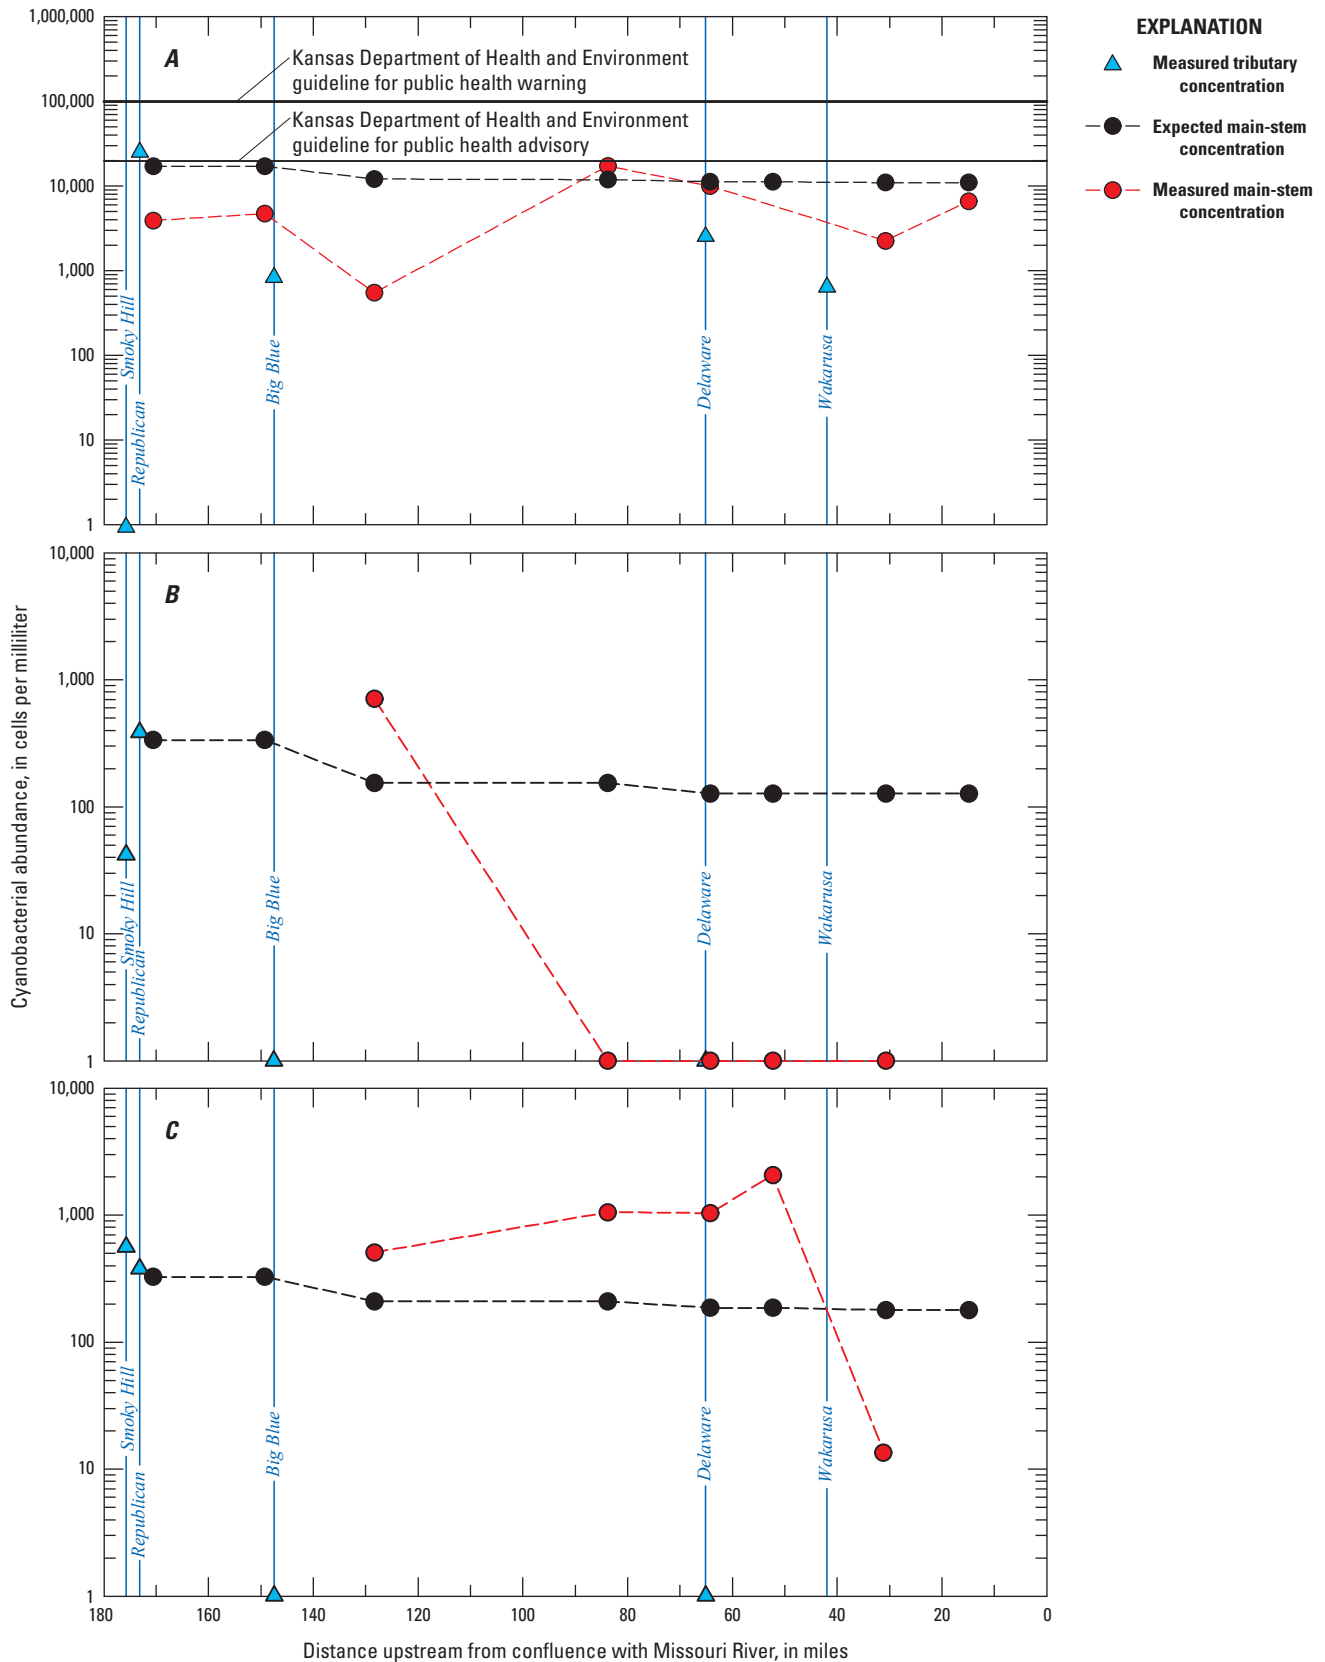 A
Kansas Department of Health and Environment
guideline for public health warning
Kansas Department of Health and Environment
guideline for public health advisory
1,000,000
100,000
10,000
1,000
100
10
1
Smoky Hill
Republican
Big Blue
Delaware
Wakarusa
EXPLANATION
Measured tributary
concentration
Expected main-stem
concentration
Measured main-stem
concentration
B
10,000
1,000
100
10
1
Smoky Hill
Republican
Big Blue
Delaware
Wakarusa
Cyanobacterial abundance, in cells per milliliter
C
10,000
1,000
100
10
1
Smoky Hill
Republican
Big Blue
Delaware
Wakarusa
180 160 140 120 100 80 60 40 20 0
Distance upstream from confluence with Missouri River, in miles